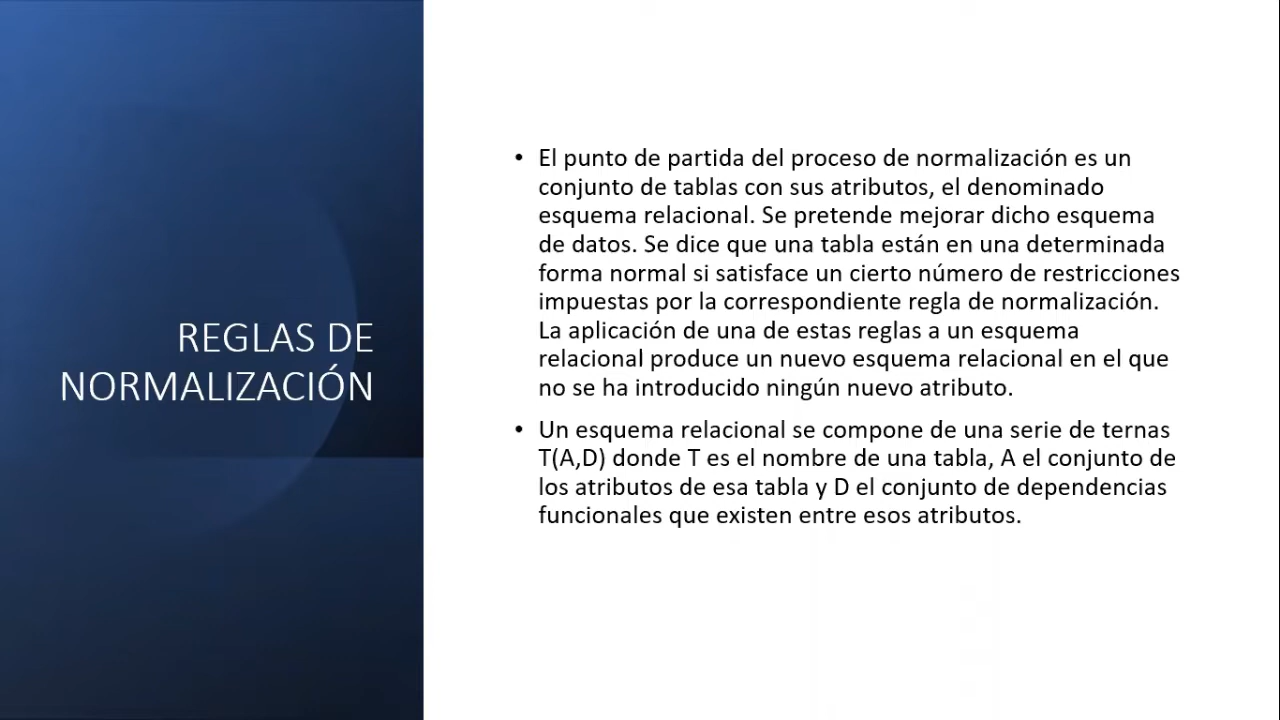 REGLAS DE
NORMALIZACIÓN
• El punto de partida del proceso de normalización es un
conjunto de tablas con sus atributos, el denominado
esquema relacional. Se pretende mejorar dicho esquema
de datos. Se dice que una tabla están en una determinada
forma normal si satisface un cierto número de restricciones
impuestas por la correspondiente regla de normalización.
La aplicación de una de estas reglas a un esquema
relacional produce un nuevo esquema relacional en el que
no se ha introducido ningún nuevo atributo.
• Un esquema relacional se compone de una serie de ternas
T(A,D) donde T es el nombre de una tabla, A el conjunto de
los atributos de esa tabla y D el conjunto de dependencias
funcionales que existen entre esos atributos.